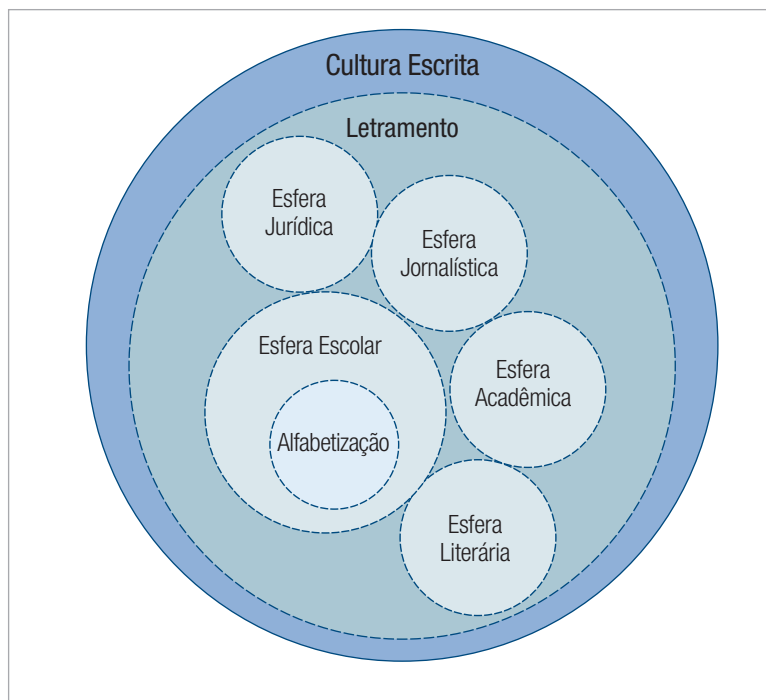 Cultura Escrita
Letramento
Esfera
Jurídica
Esfera
Jornalística
Esfera Escolar
Esfera
Acadêmica
Alfabetização
Esfera
Literária